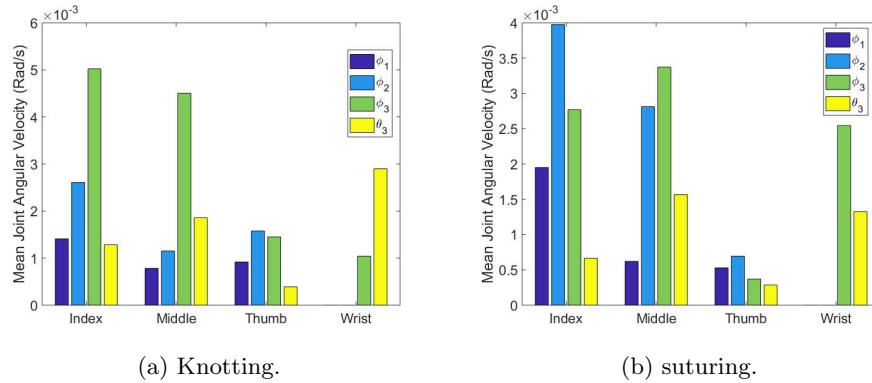 ×10⁻³
6
5
4
3
2
1
0
Mean Joint Angular Velocity (Rad/s)
ϕ₁
ϕ₂
ϕ₃
θ₃
Index Middle Thumb Wrist
(a) Knotting.
×10⁻³
4
3.5
3
2.5
2
1.5
1
0.5
0
Mean Joint Angular Velocity (Rad/s)
ϕ₁
ϕ₂
ϕ₃
θ₃
Index Middle Thumb Wrist
(b) suturing.